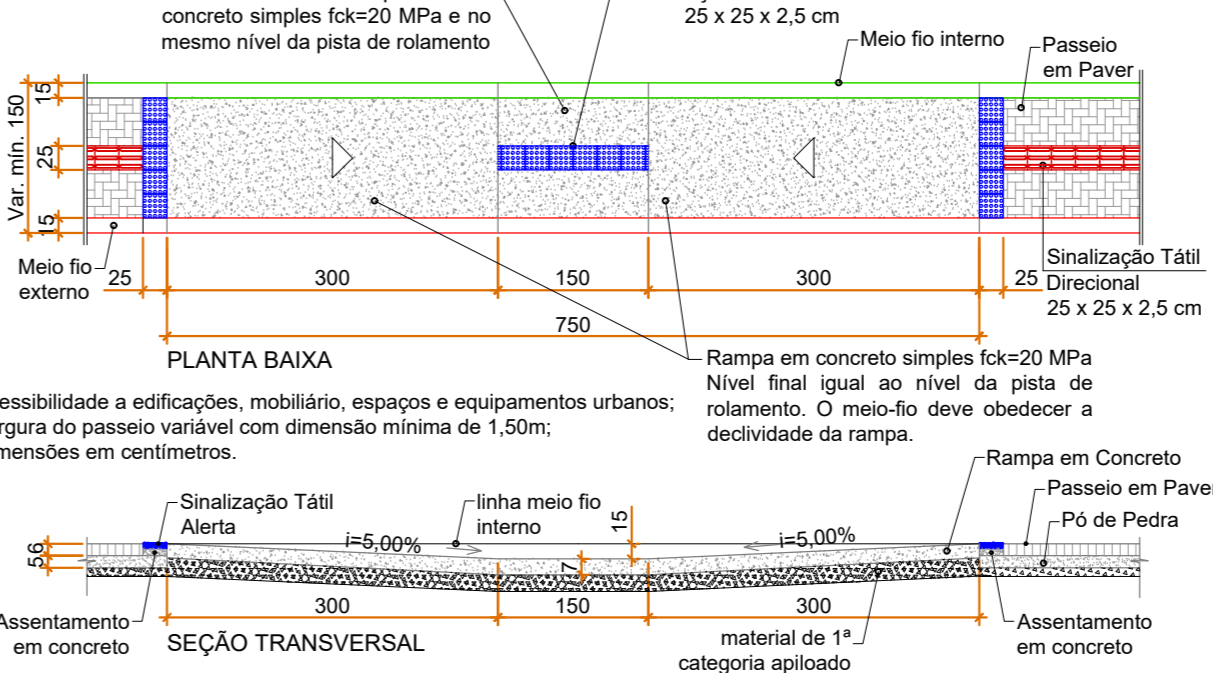 concreto simples fck=20 MPa e no
mesmo nível da pista de rolamento
25 x 25 x 2,5 cm
Meio fio interno
Passeio
em Paver
Var. mín. 150
15
25
15
Meio fio
externo
25
300
150
300
25
750
Sinalização Tátil
Direcional
25 x 25 x 2,5 cm
PLANTA BAIXA
Rampa em concreto simples fck=20 MPa
Nível final igual ao nível da pista de
rolamento. O meio-fio deve obedecer a
declividade da rampa.
essibilidade a edificações, mobiliário, espaços e equipamentos urbanos;
rgura do passeio variável com dimensão mínima de 1,50m;
mensões em centímetros.
Sinalização Tátil
Alerta
linha meio fio
interno
15
Rampa em Concreto
Passeio em Paver
Pó de Pedra
i=5,00%
i=5,00%
5
6
7
300
150
300
Assentamento
em concreto
SEÇÃO TRANSVERSAL
material de 1ª
categoria apiloado
Assentamento
em concreto